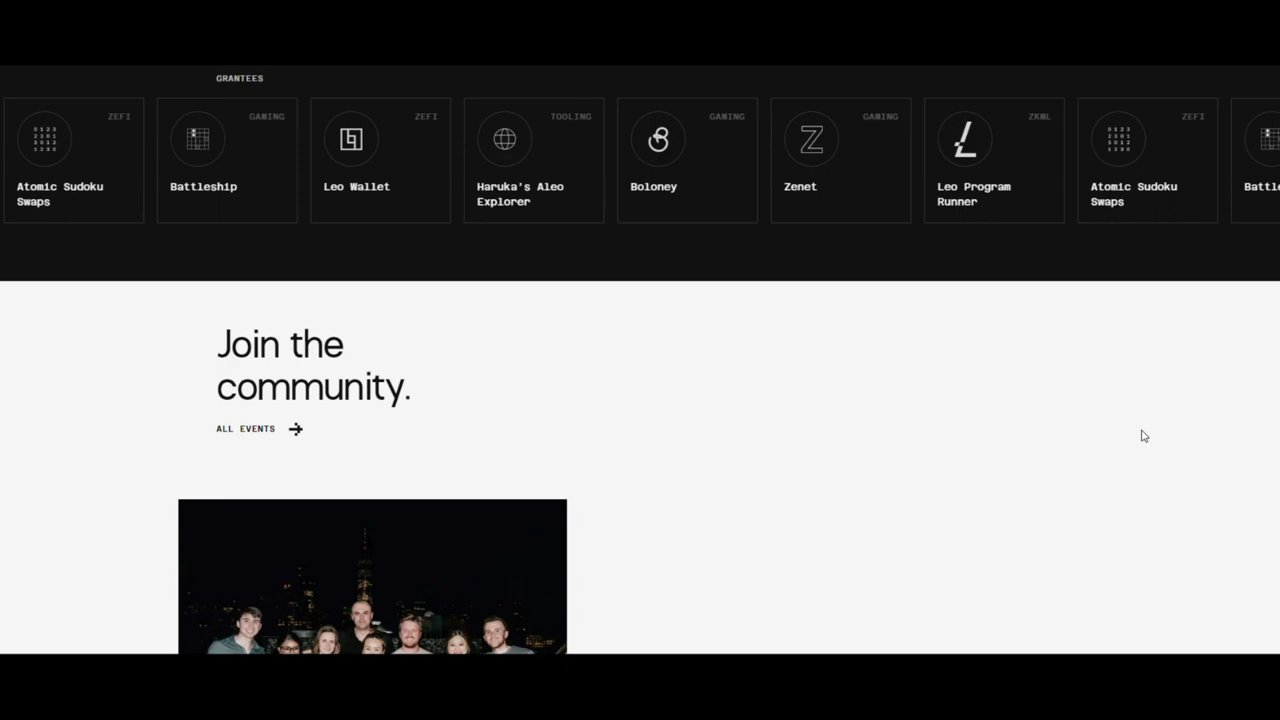 GRANTEES
ZEFI
Atomic Sudoku
Swaps
GAMING
Battleship
ZEFI
Leo Wallet
TOOLING
Haruka's Aleo
Explorer
GAMING
Boloney
GAMING
Zenet
ZKML
Leo Program
Runner
ZEFI
Atomic Sudoku
Swaps
Battle
Join the
community.
ALL EVENTS